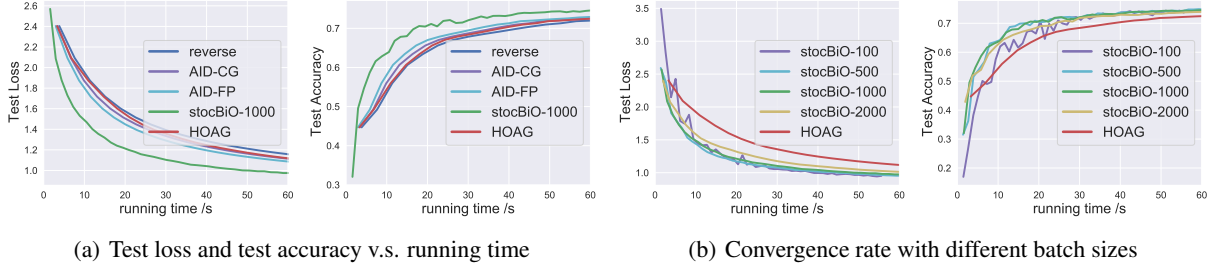 2.6
2.4
2.2
2.0
1.8
1.6
1.4
1.2
1.0
Test Loss
0 10 20 30 40 50 60
running time /s
reverse
AID-CG
AID-FP
stocBiO-1000
HOAG
0.7
0.6
0.5
0.4
0.3
Test Accuracy
0 10 20 30 40 50 60
running time /s
reverse
AID-CG
AID-FP
stocBiO-1000
HOAG
(a) Test loss and test accuracy v.s. running time
3.5
3.0
2.5
2.0
1.5
1.0
Test Loss
0 10 20 30 40 50 60
running time /s
stocBiO-100
stocBiO-500
stocBiO-1000
stocBiO-2000
HOAG
0.7
0.6
0.5
0.4
0.3
0.2
Test Accuracy
0 10 20 30 40 50 60
running time /s
stocBiO-100
stocBiO-500
stocBiO-1000
stocBiO-2000
HOAG
(b) Convergence rate with different batch sizes